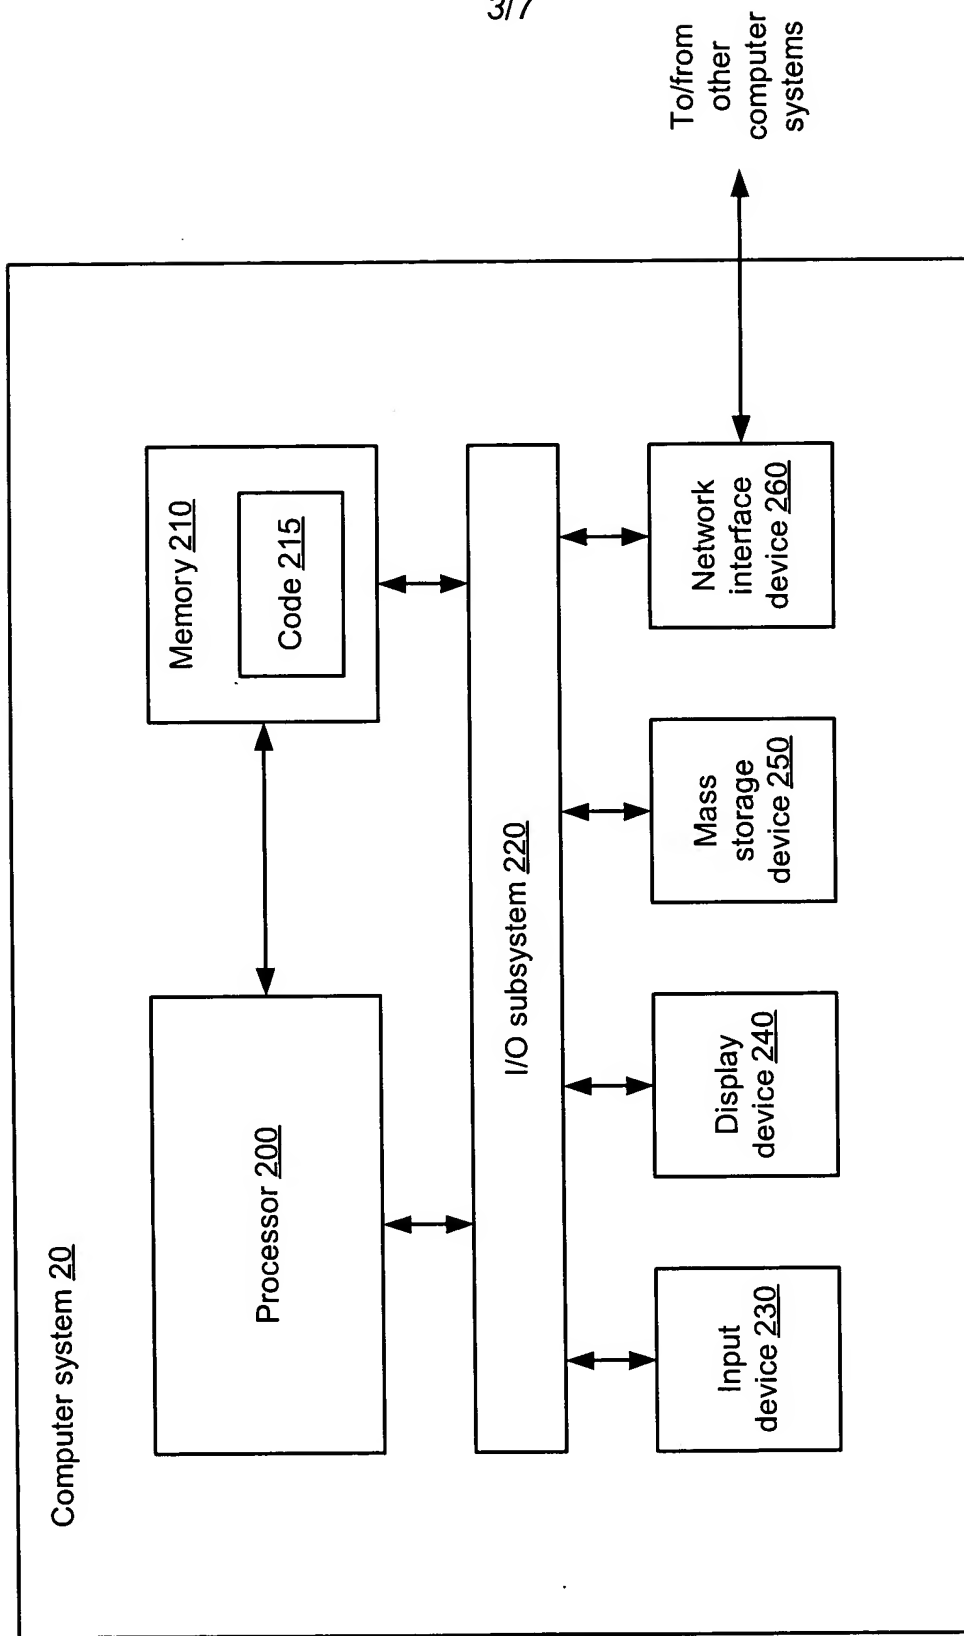 3/7
Computer system 20
Processor 200
Memory 210
Code 215
I/O subsystem 220
Input
device 230
Display
device 240
Mass
storage
device 250
Network
interface
device 260
To/from
other
computer
systems